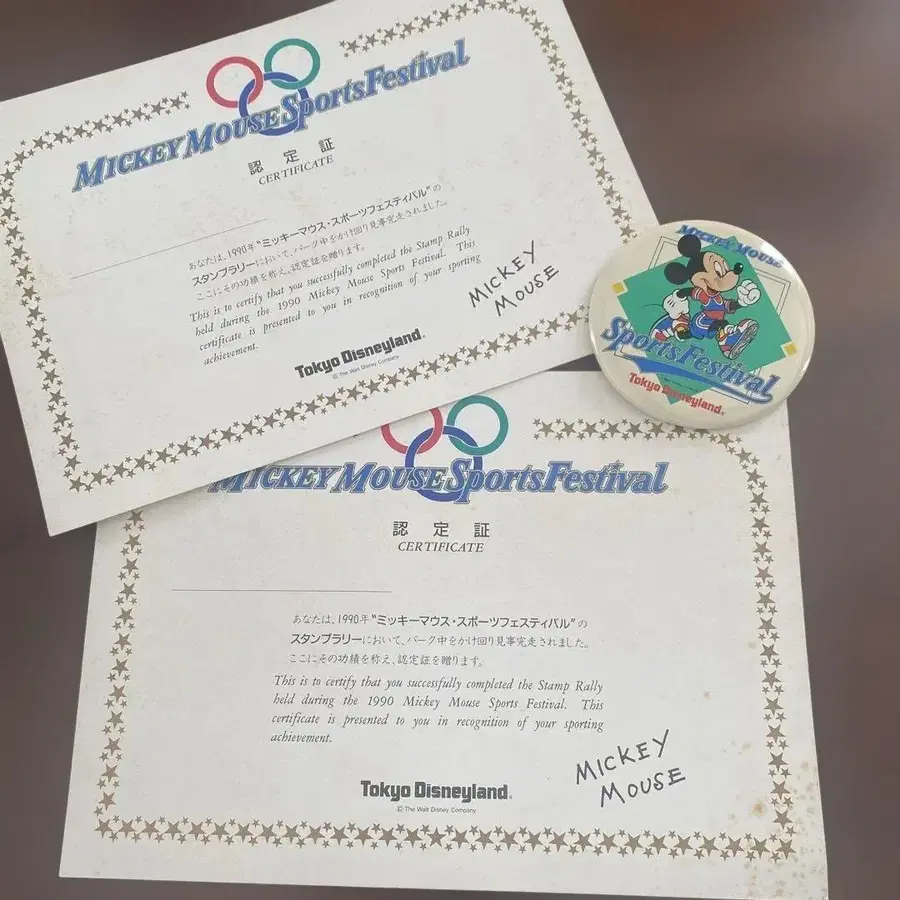 MICKEY MOUSE Sports Festival
認定証
CERTIFICATE
あなたは、1990年"ミッキーマウス・スポーツフェスティバル"の
スタンプラリーにおいて、パーク中をかけ回り見事完走されました。
ここにその功績を称え、認定証を贈ります。
This is to certify that you successfully completed the Stamp Rally
held during the 1990 Mickey Mouse Sports Festival. This
certificate is presented to you in recognition of your sporting
achievement.
MICKEY
MOUSE
Tokyo Disneyland®
© The Walt Disney Company
MICKEY MOUSE
Sports Festival
Tokyo Disneyland®
MICKEY MOUSE Sports Festival
認定証
CERTIFICATE
あなたは、1990年"ミッキーマウス・スポーツフェスティバル"の
スタンプラリーにおいて、パーク中をかけ回り見事完走されました。
ここにその功績を称え、認定証を贈ります。
This is to certify that you successfully completed the Stamp Rally
held during the 1990 Mickey Mouse Sports Festival. This
certificate is presented to you in recognition of your sporting
achievement.
MICKEY
MOUSE
Tokyo Disneyland®
© The Walt Disney Company